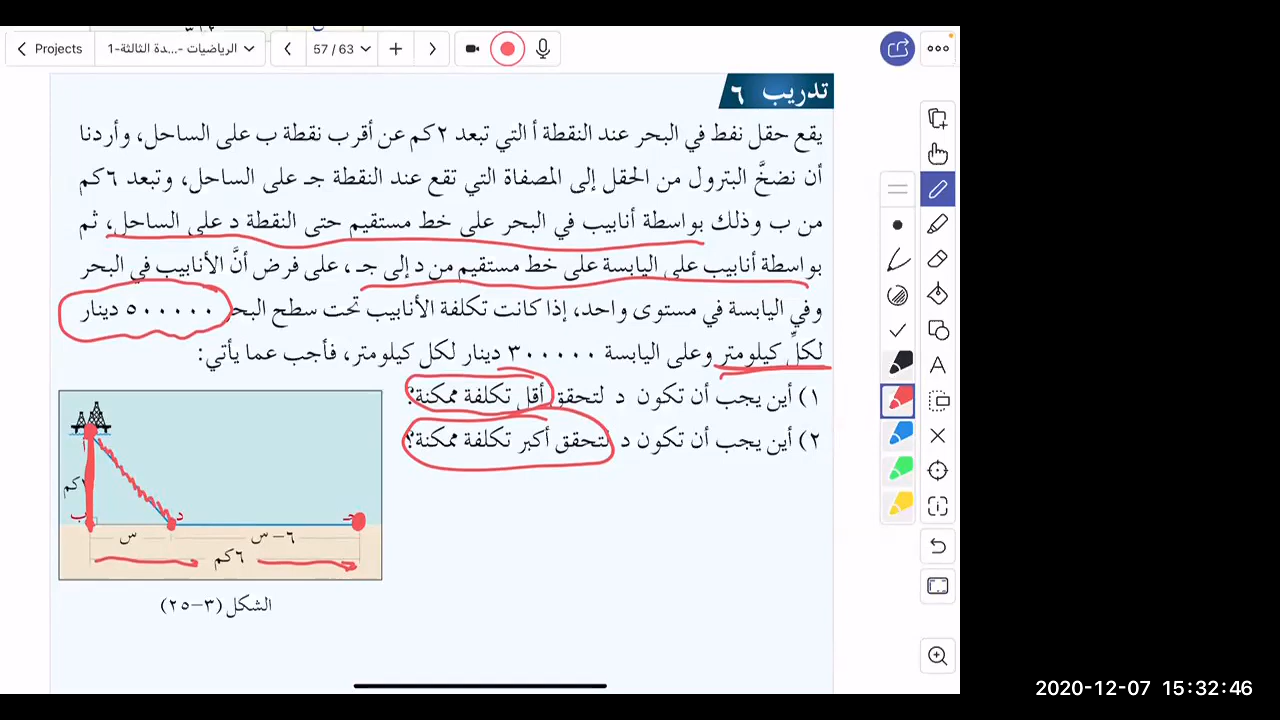 Projects
الرياضيات -...دة الثالثة-1
57 / 63
تدريب ٦
يقع حقل نفط في البحر عند النقطة أ التي تبعد ٢كم عن أقرب نقطة ب على الساحل، وأردنا
أن نضخَّ البترول من الحقل إلى المصفاة التي تقع عند النقطة جـ على الساحل، وتبعد ٦كم
من ب وذلك بواسطة أنابيب في البحر على خط مستقيم حتى النقطة د على الساحل، ثم
بواسطة أنابيب على اليابسة على خط مستقيم من د إلى جـ، على فرض أنَّ الأنابيب في البحر
وفي اليابسة في مستوى واحد، إذا كانت تكلفة الأنابيب تحت سطح البحر ٥٠٠٠٠٠ دينار
لكلِّ كيلومتر وعلى اليابسة ٣٠٠٠٠٠ دينار لكل كيلومتر، فأجب عما يأتي:
١) أين يجب أن تكون د لتحقق أقل تكلفة ممكنة؟
٢) أين يجب أن تكون د لتحقق أكبر تكلفة ممكنة؟
أ
٢كم
ب
د
جـ
س
٦- س
٦كم
الشكل (٣-٢٥)
A
2020-12-07 15:32:46